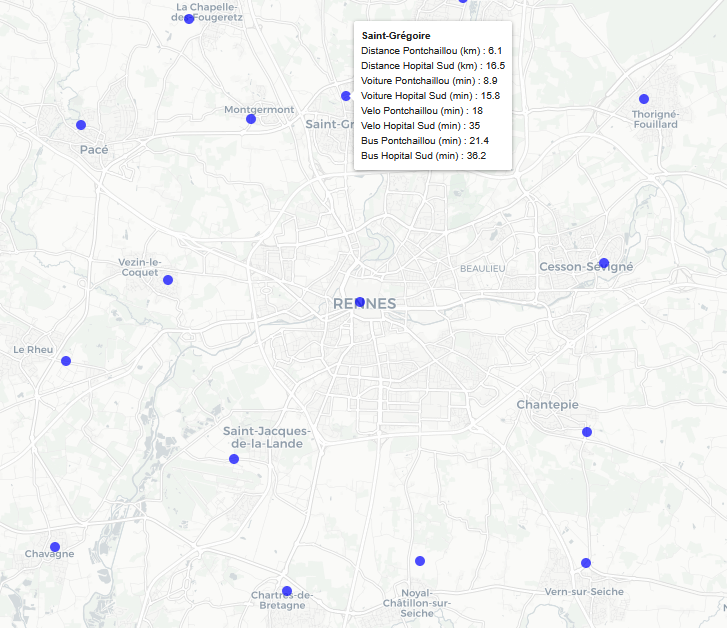 La Chapelle-
des-Fougeretz
Saint-Grégoire
Distance Pontchaillou (km) : 6.1
Distance Hopital Sud (km) : 16.5
Voiture Pontchaillou (min) : 8.9
Voiture Hopital Sud (min) : 15.8
Velo Pontchaillou (min) : 18
Velo Hopital Sud (min) : 35
Bus Pontchaillou (min) : 21.4
Bus Hopital Sud (min) : 36.2
Montgermont
Saint-Gr
Thorigné-
Fouillard
Pacé
Vezin-le-
Coquet
BEAULIEU
Cesson-Sévigné
RENNES
Le Rheu
Chantepie
Saint-Jacques-
de-la-Lande
Chavagne
Chartres-de-
Bretagne
Noyal-
Châtillon-sur-
Seiche
Vern-sur-Seiche
N